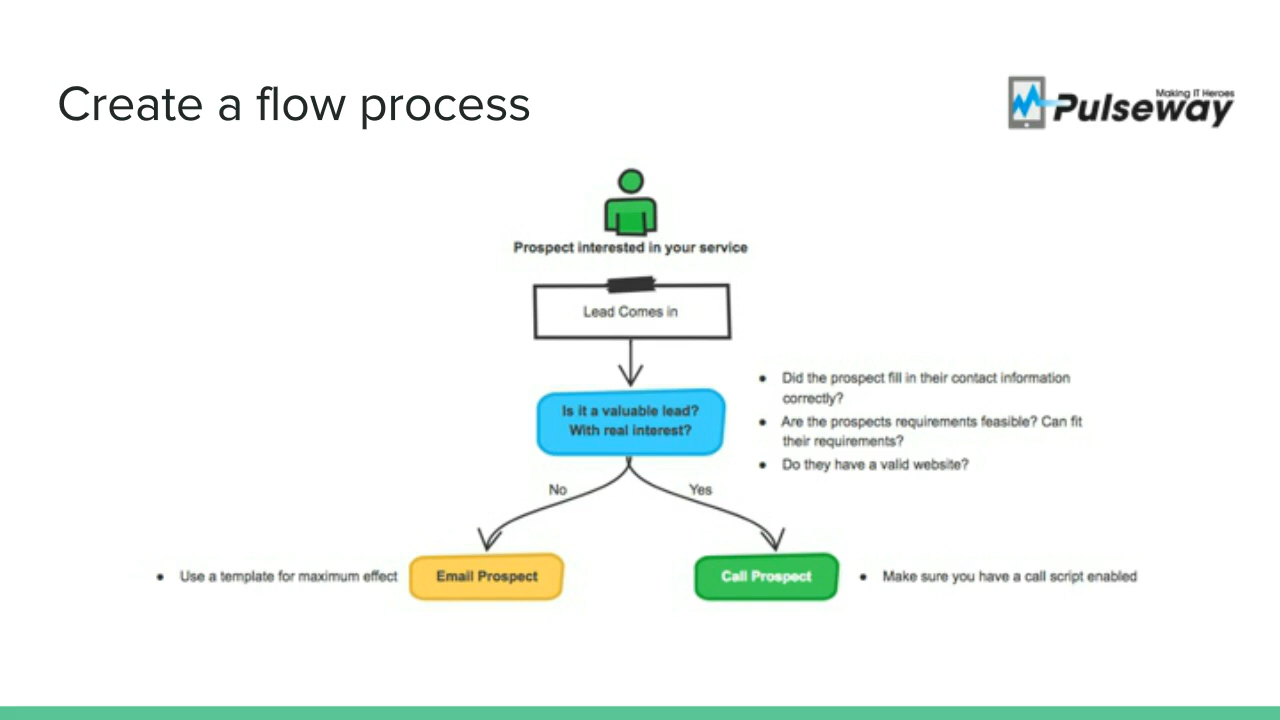 Create a flow process
Making IT Heroes
Pulseway
Prospect interested in your service
Lead Comes in
Is it a valuable lead?
With real interest?
● Did the prospect fill in their contact information
correctly?
● Are the prospects requirements feasible? Can fit
their requirements?
● Do they have a valid website?
No
Yes
● Use a template for maximum effect
Email Prospect
Call Prospect
● Make sure you have a call script enabled